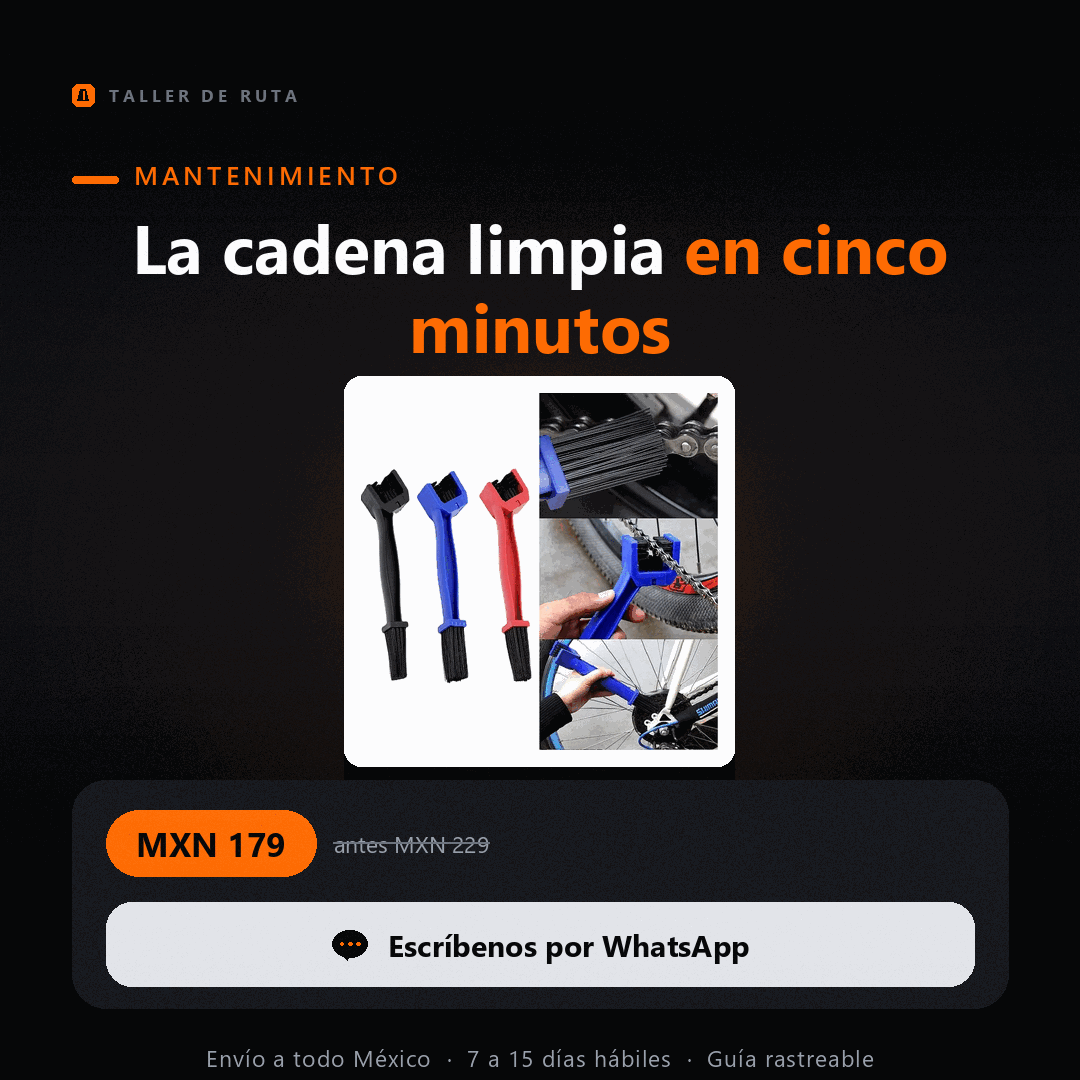 TALLER DE RUTA
MANTENIMIENTO
La cadena limpia en cinco
minutos
MXN 179
antes MXN 229
Escríbenos por WhatsApp
Envío a todo México · 7 a 15 días hábiles · Guía rastreable